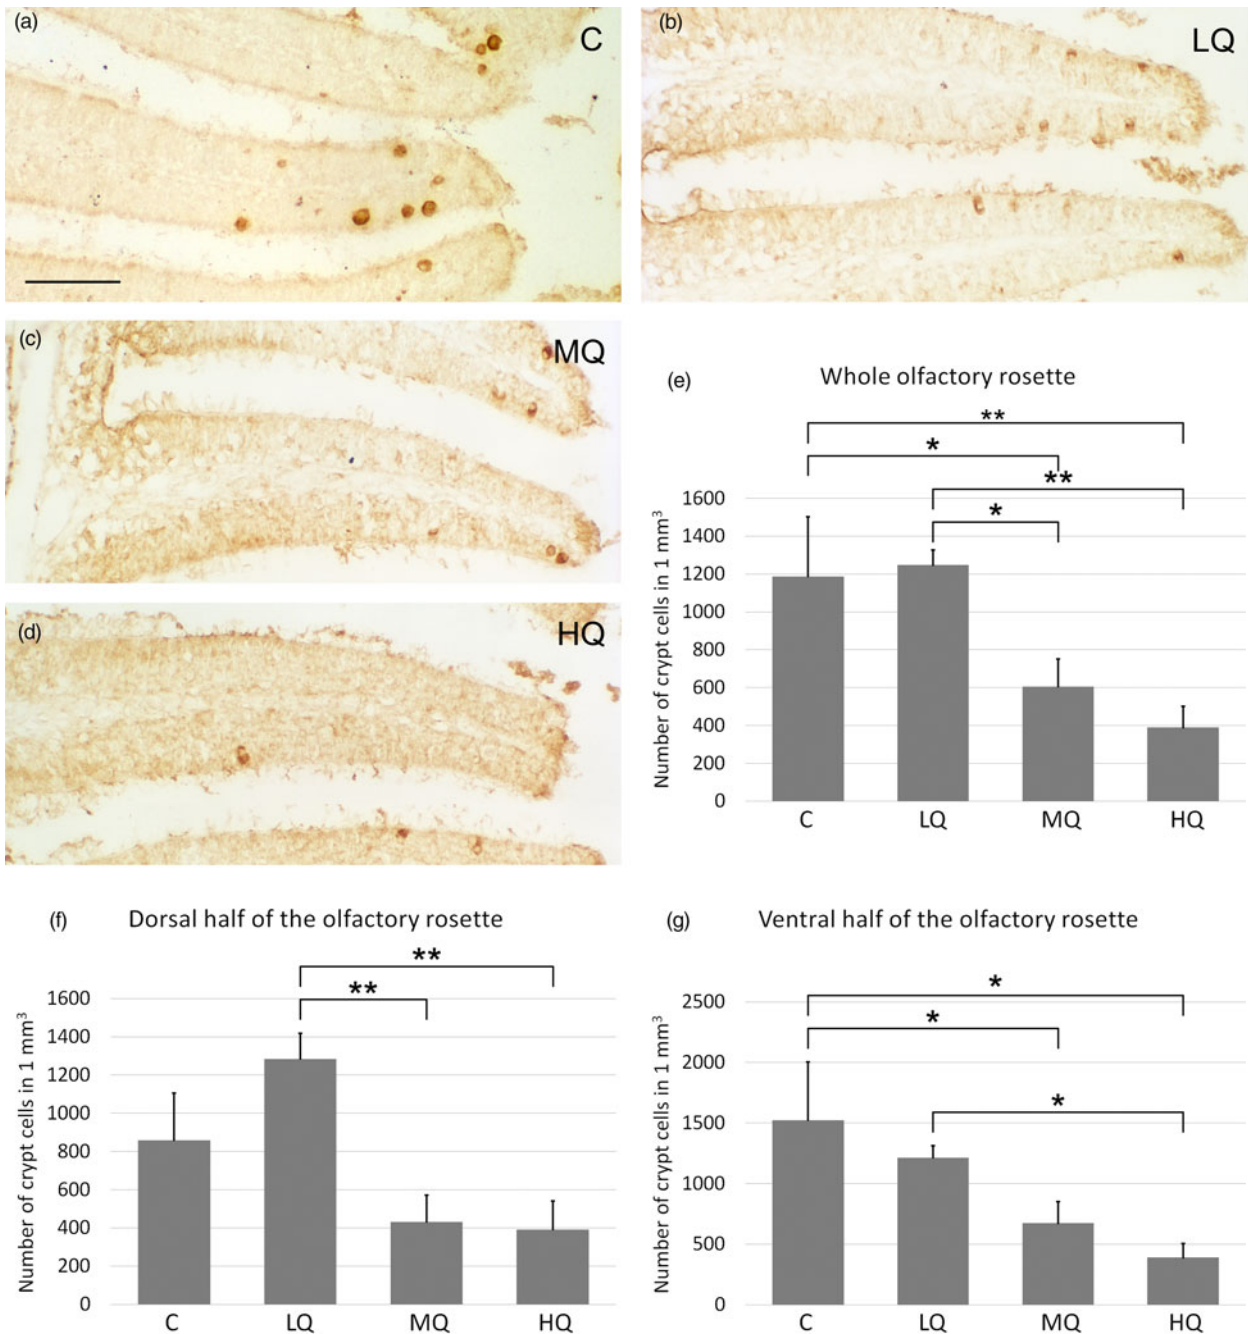 (a)
C
(b)
LQ
(c)
MQ
(d)
HQ
(e)
Whole olfactory rosette
**
*
**
*
Number of crypt cells in 1 mm³
1600
1400
1200
1000
800
600
400
200
0
C LQ MQ HQ
(f)
Dorsal half of the olfactory rosette
**
**
Number of crypt cells in 1 mm³
1600
1400
1200
1000
800
600
400
200
0
C LQ MQ HQ
(g)
Ventral half of the olfactory rosette
*
*
*
Number of crypt cells in 1 mm³
2500
2000
1500
1000
500
0
C LQ MQ HQ